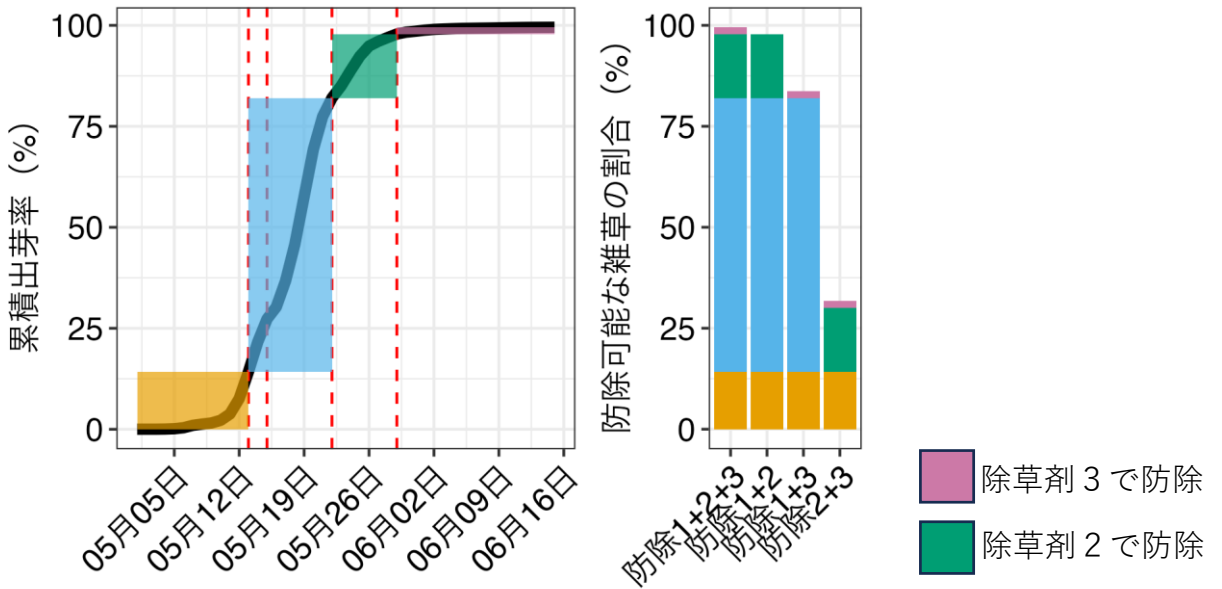 累積出芽率（%）
100
75
50
25
0
05月05日
05月12日
05月19日
05月26日
06月02日
06月09日
06月16日
防除可能な雑草の割合（%）
100
75
50
25
0
防除1+2+3
防除1+2
防除1+3
防除2+3
除草剤３で防除
除草剤２で防除